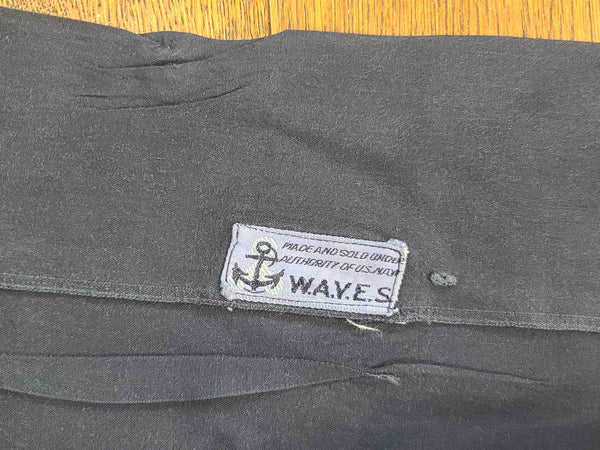 MADE AND SOLD UNDER
AUTHORITY OF U.S. NAVY
W.A.V.E.S.